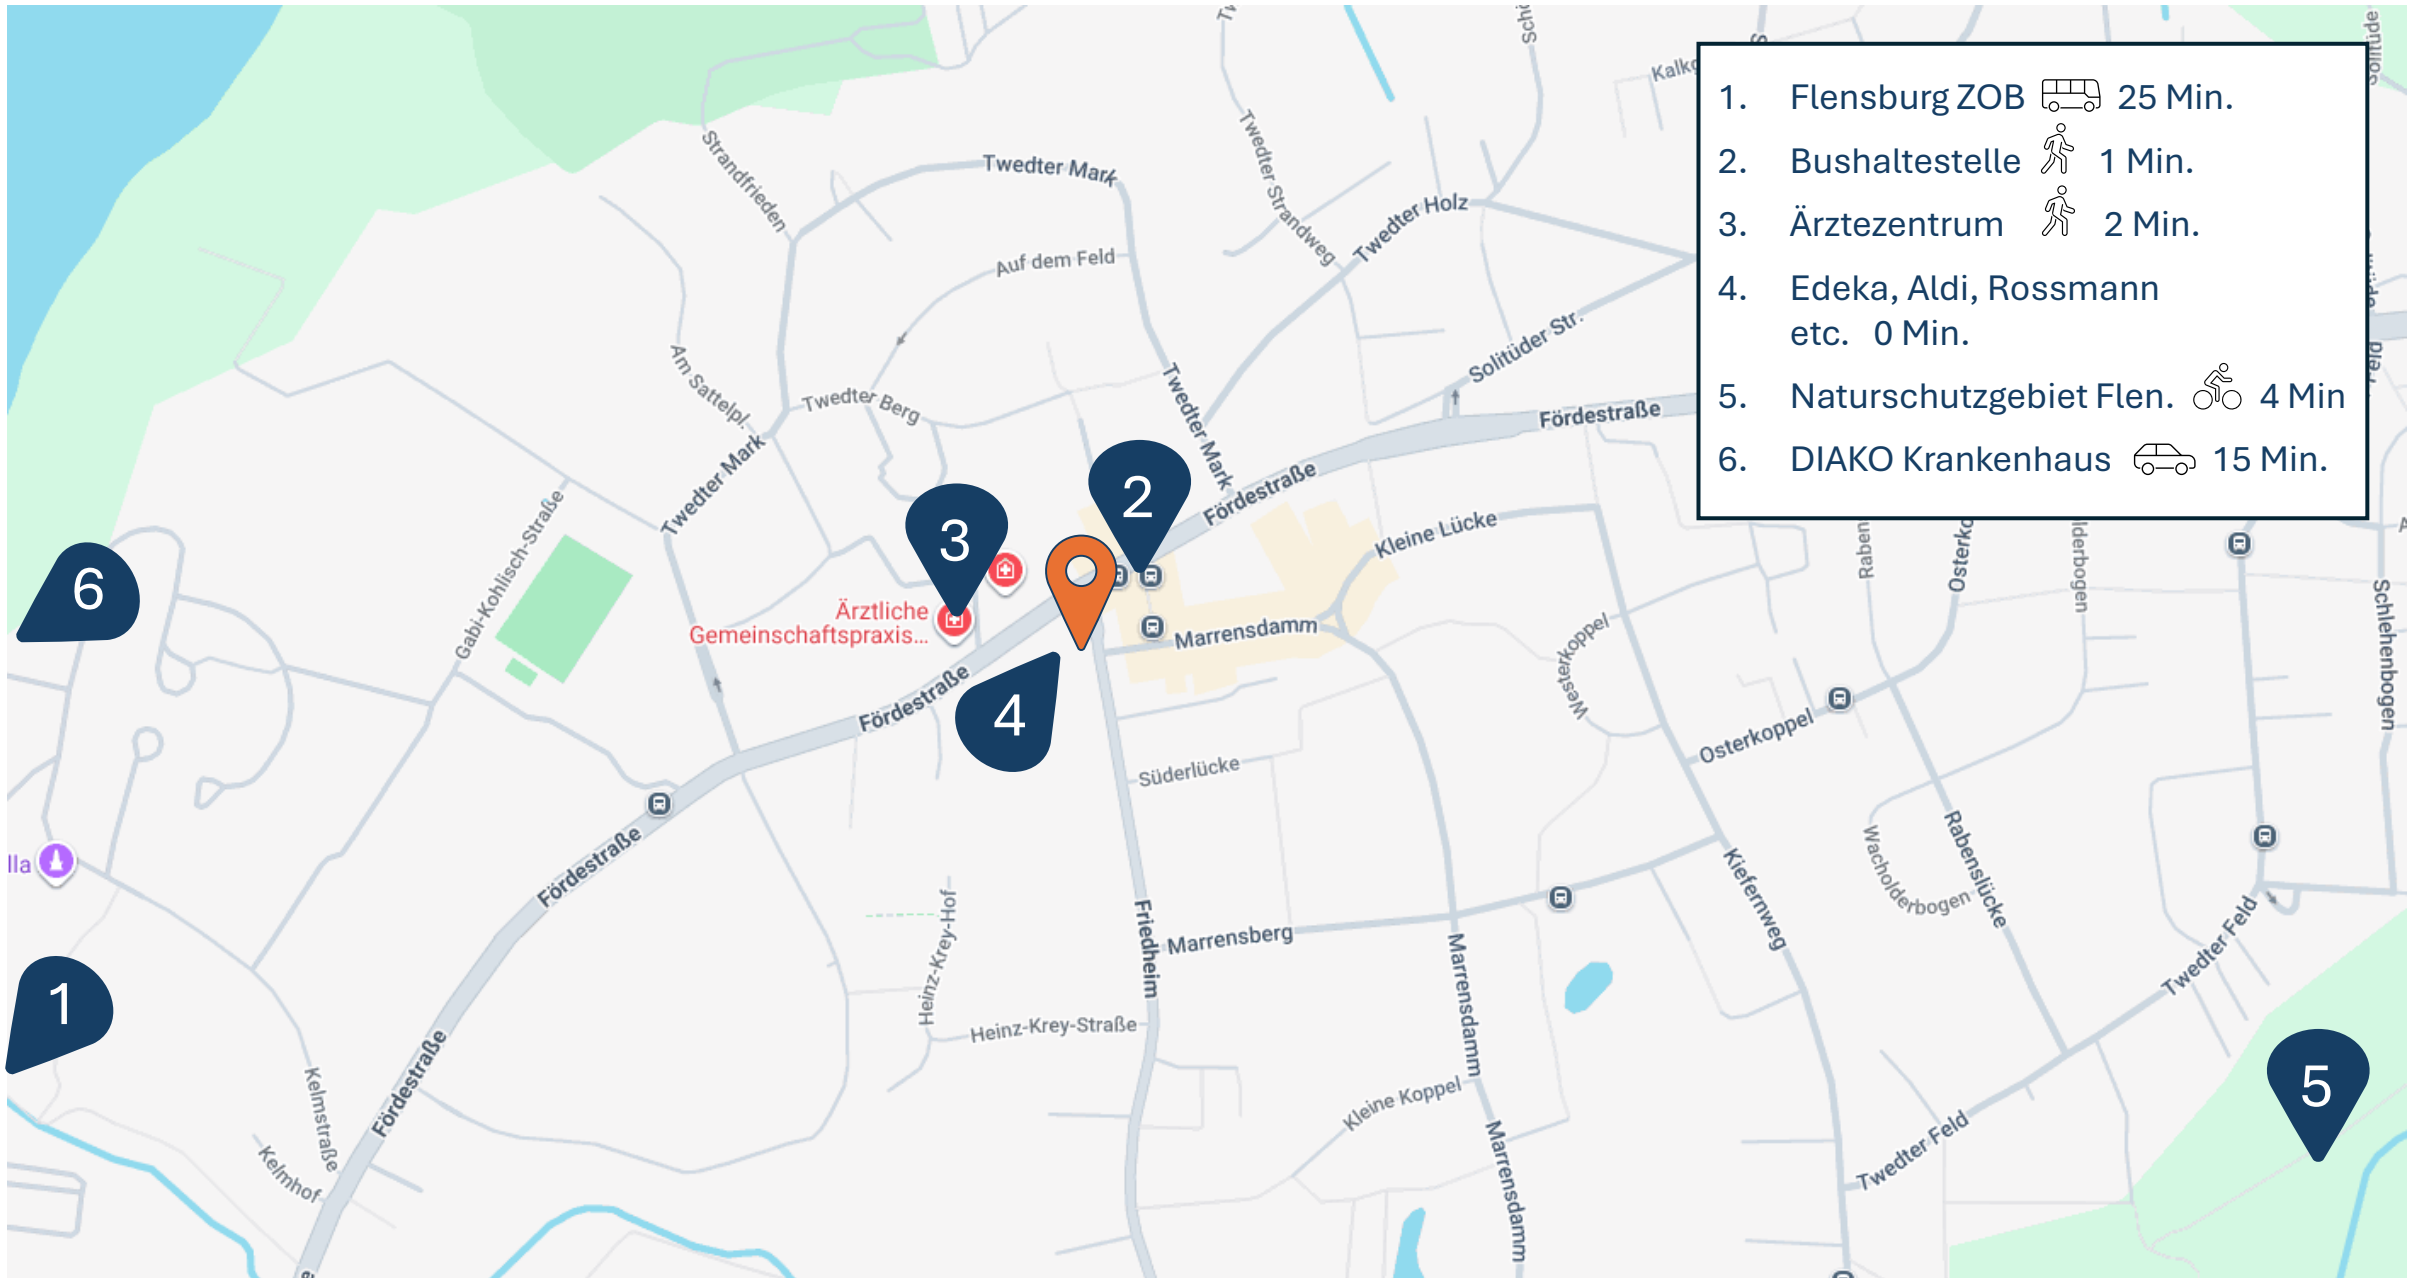 1. Flensburg ZOB 25 Min.
2. Bushaltestelle 1 Min.
3. Ärztezentrum 2 Min.
4. Edeka, Aldi, Rossmann
etc. 0 Min.
5. Naturschutzgebiet Flen. 4 Min
6. DIAKO Krankenhaus 15 Min.
Strandfrieden
Twedter Mark
Twedter Strandweg
Twedter Holz
Auf dem Feld
Solitüder Str.
Am Sattelpl.
Twedter Berg
Twedter Mark
Fördestraße
Twedter Mark
Fördestraße
2
Kleine Lücke
3
Gabi-Kohlisch-Straße
6
Ärztliche
Gemeinschaftspraxis...
Marrensdamm
Westerkoppel
Schlehenbogen
4
Fördestraße
Osterkoppel
Süderlücke
Fördestraße
lla
Friedheim
Heinz-Krey-Hof
Marrensberg
Kiefernweg
Wacholderbogen
Rabenslücke
Twedter Feld
Marrensdamm
1
Heinz-Krey-Straße
Fördestraße
Kelmstraße
Kelmhof
Kleine Koppel
Marrensdamm
Twedter Feld
5